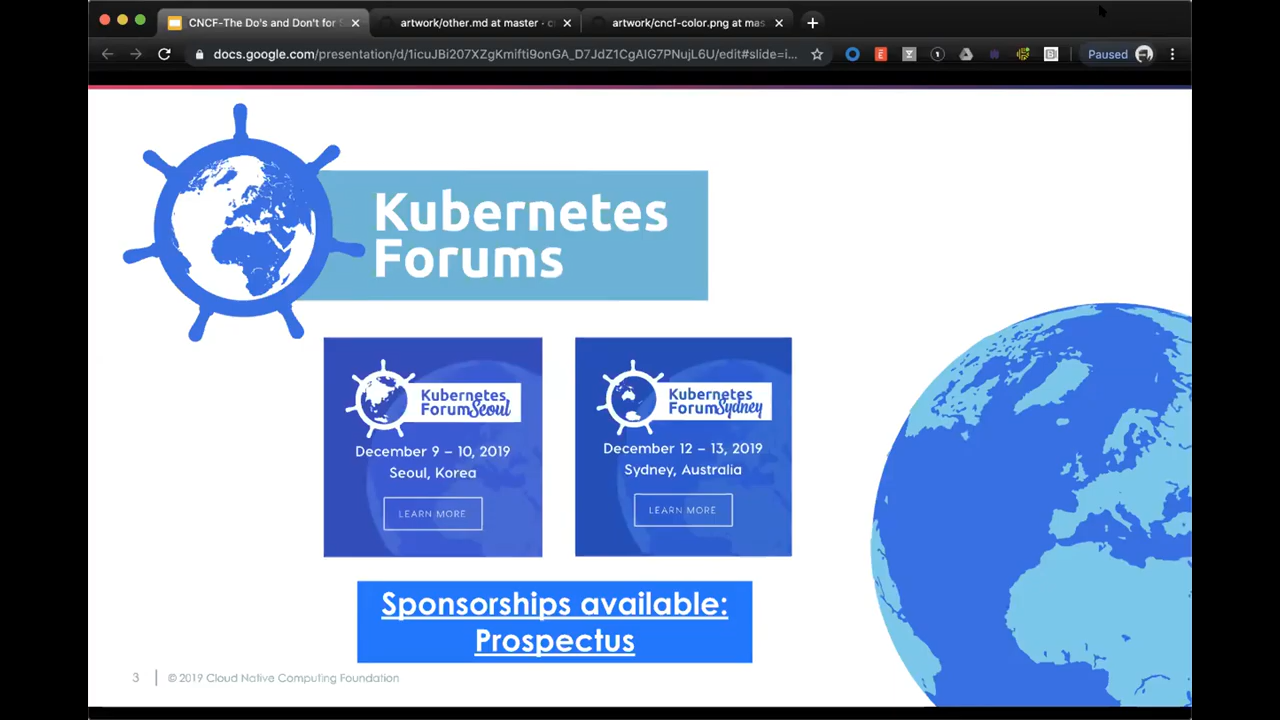 CNCF-The Do's and Don't for S
artwork/other.md at master · c
artwork/cncf-color.png at mas
docs.google.com/presentation/d/1icuJBi207XZgKmifti9onGA_D7JdZ1CgAIG7PNujL6U/edit#slide=i...
Paused
Kubernetes
Forums
Kubernetes
Forum Seoul
December 9 – 10, 2019
Seoul, Korea
LEARN MORE
Kubernetes
Forum Sydney
December 12 – 13, 2019
Sydney, Australia
LEARN MORE
Sponsorships available:
Prospectus
3
© 2019 Cloud Native Computing Foundation